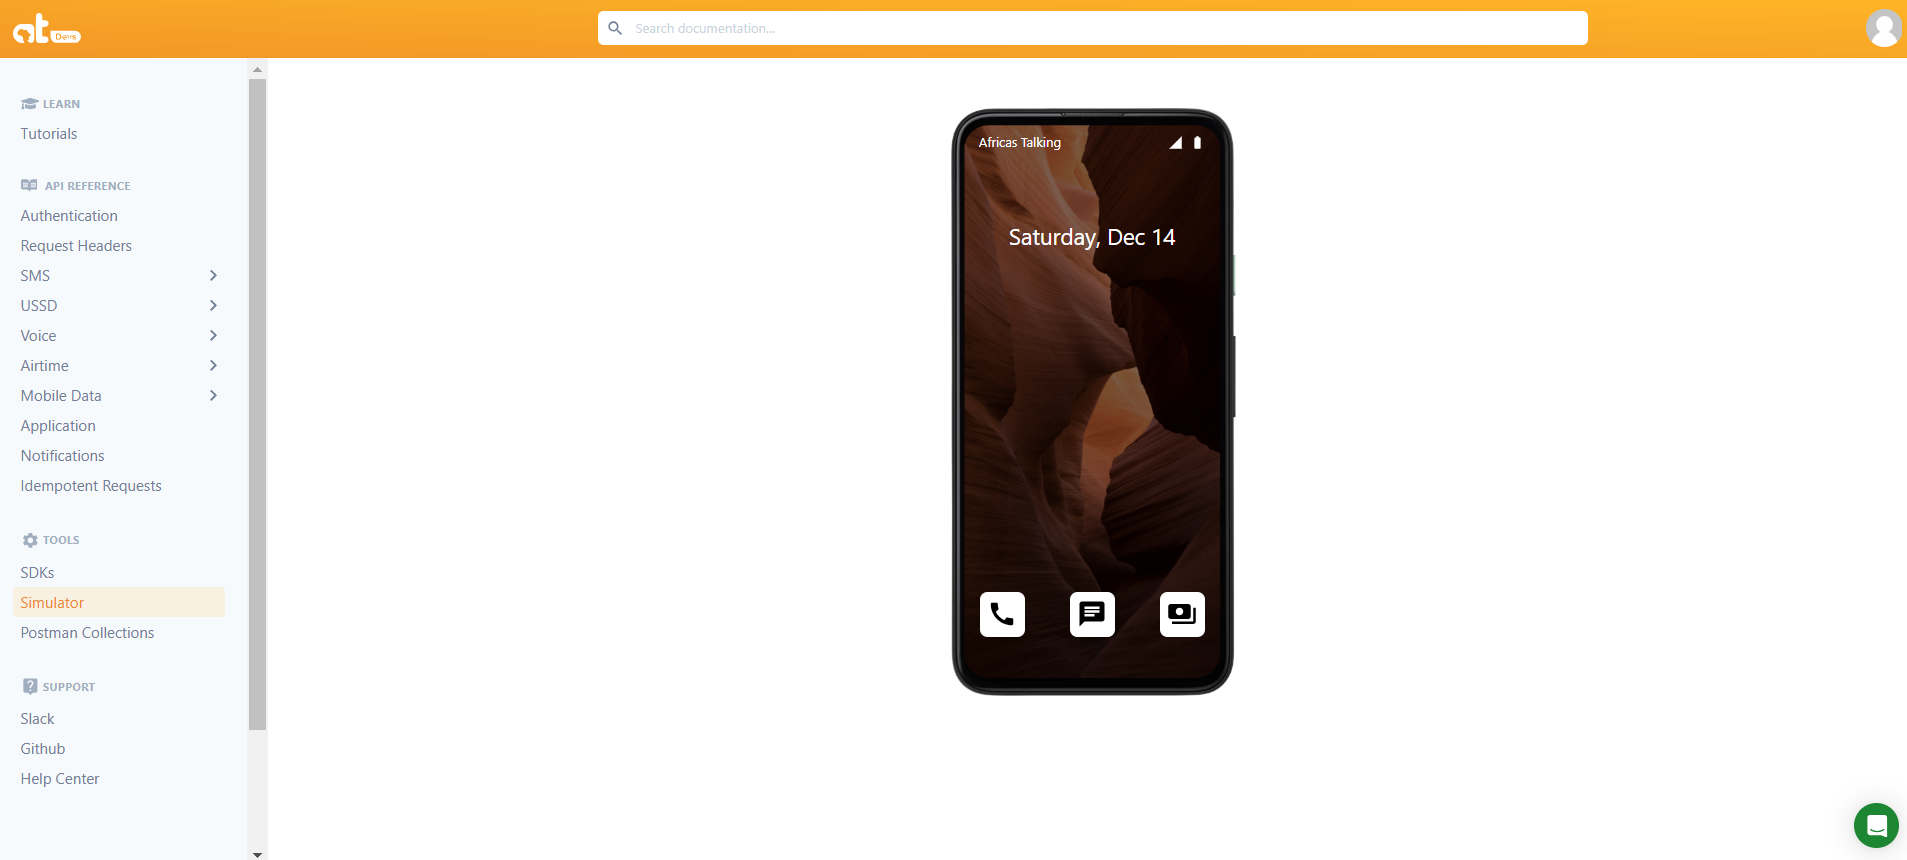 at
Devs
Search documentation...
LEARN
Tutorials
API REFERENCE
Authentication
Request Headers
SMS
USSD
Voice
Airtime
Mobile Data
Application
Notifications
Idempotent Requests
TOOLS
SDKs
Simulator
Postman Collections
SUPPORT
Slack
Github
Help Center
Africas Talking
Saturday, Dec 14